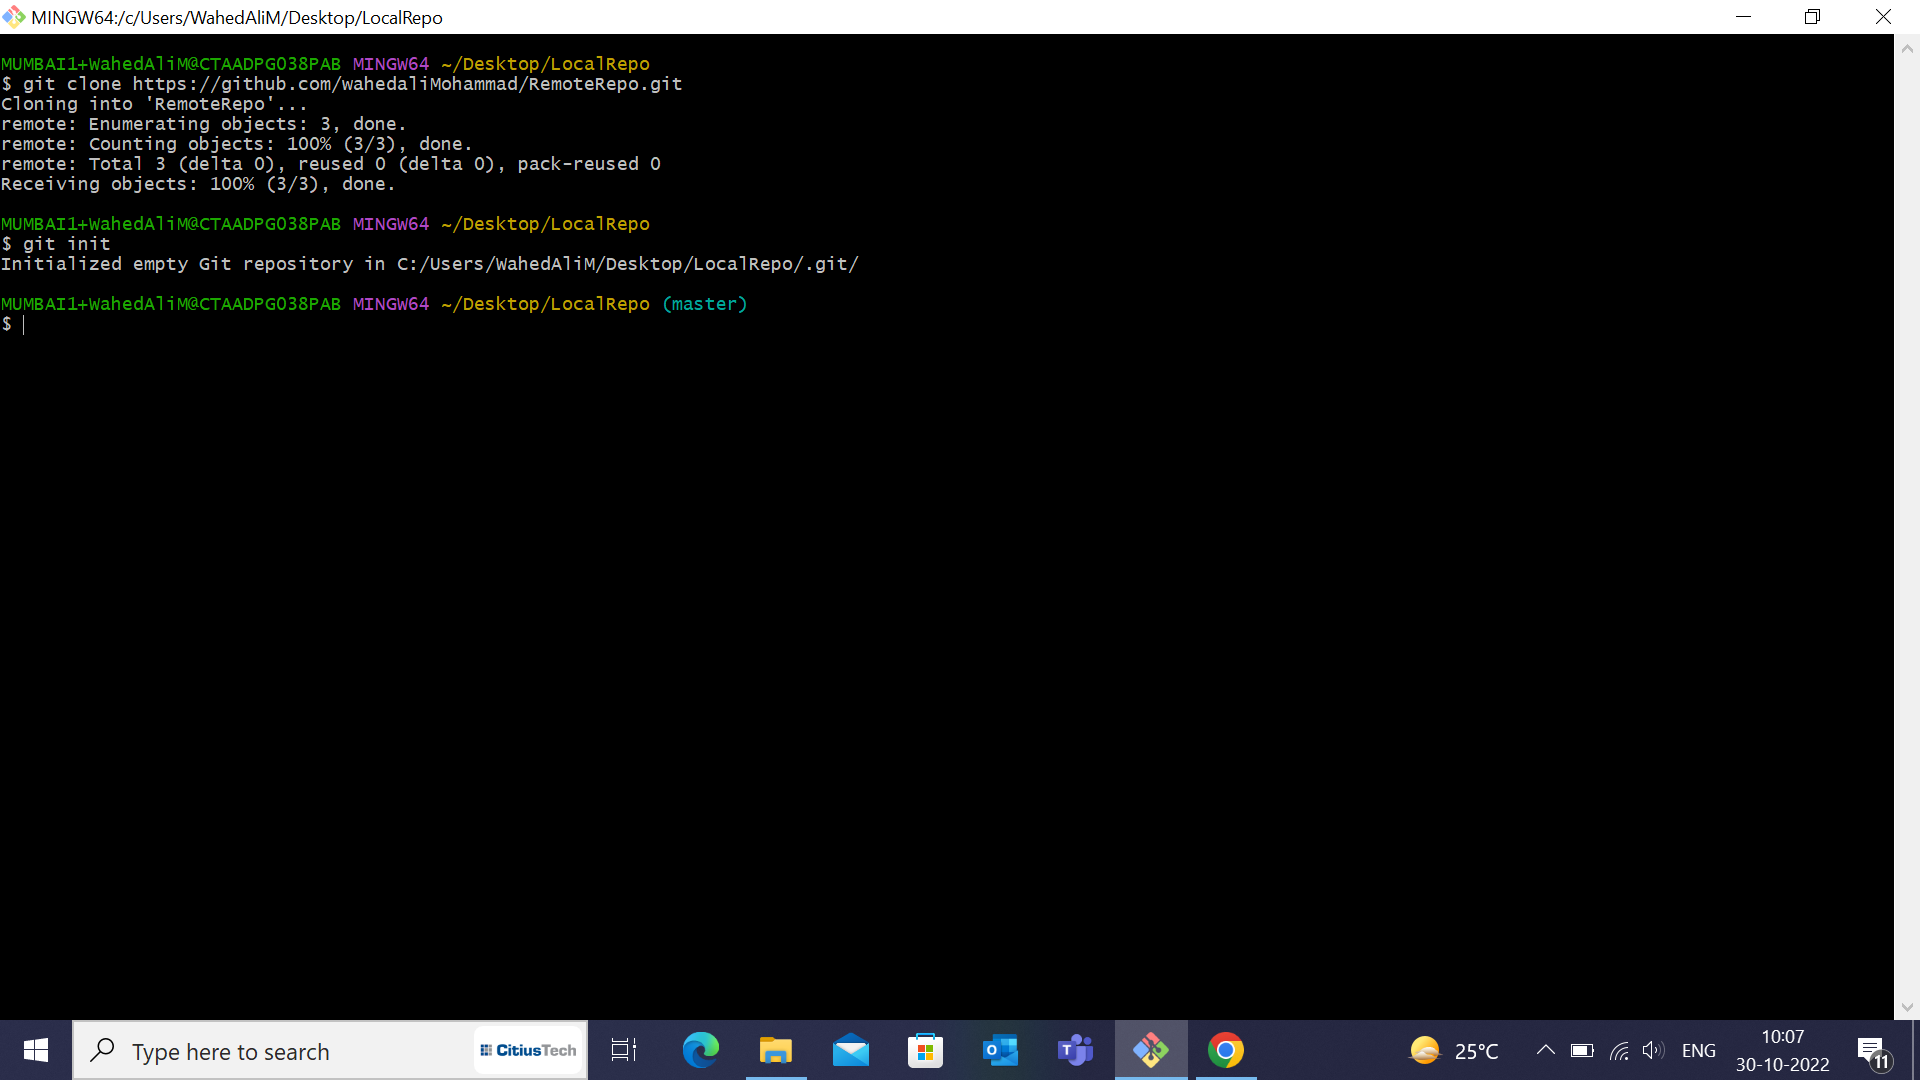 MINGW64:/c/Users/WahedAliM/Desktop/LocalRepo
MUMBAI1+WahedAliM@CTAADPG038PAB MINGW64 ~/Desktop/LocalRepo
$ git clone https://github.com/wahedaliMohammad/RemoteRepo.git
Cloning into 'RemoteRepo'...
remote: Enumerating objects: 3, done.
remote: Counting objects: 100% (3/3), done.
remote: Total 3 (delta 0), reused 0 (delta 0), pack-reused 0
Receiving objects: 100% (3/3), done.
MUMBAI1+WahedAliM@CTAADPG038PAB MINGW64 ~/Desktop/LocalRepo
$ git init
Initialized empty Git repository in C:/Users/WahedAliM/Desktop/LocalRepo/.git/
MUMBAI1+WahedAliM@CTAADPG038PAB MINGW64 ~/Desktop/LocalRepo (master)
$
Type here to search
CitiusTech
25°C
ENG
10:07
30-10-2022
11